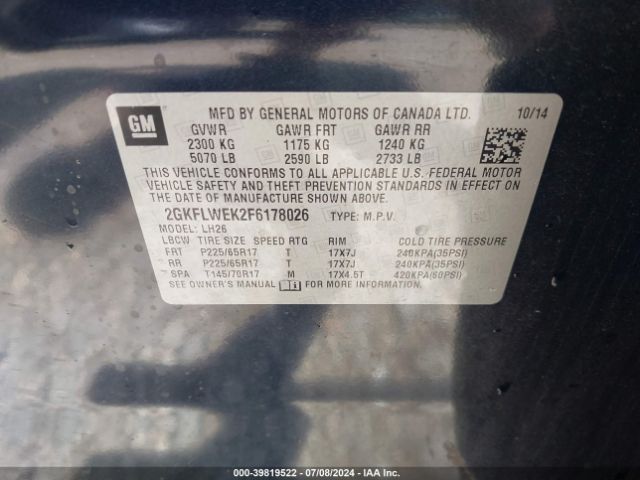 GM
MFD BY GENERAL MOTORS OF CANADA LTD. 10/14
GVWR GAWR FRT GAWR RR
2300 KG 1175 KG 1240 KG
5070 LB 2590 LB 2733 LB
THIS VEHICLE CONFORMS TO ALL APPLICABLE U.S. FEDERAL MOTOR
VEHICLE SAFETY AND THEFT PREVENTION STANDARDS IN EFFECT ON THE
DATE OF MANUFACTURE SHOWN ABOVE.
2GKFLWEK2F6178026 TYPE: M.P.V.
MODEL: LH26
LBCW TIRE SIZE SPEED RTG RIM COLD TIRE PRESSURE
FRT P225/65R17 T 17X7J 240KPA(35PSI)
RR P225/65R17 T 17X7J 240KPA(35PSI)
SPA T145/70R17 M 17X4.5T 420KPA(60PSI)
SEE OWNER'S MANUAL FOR MORE INFORMATION.
000-39819522 - 07/08/2024 - IAA Inc.